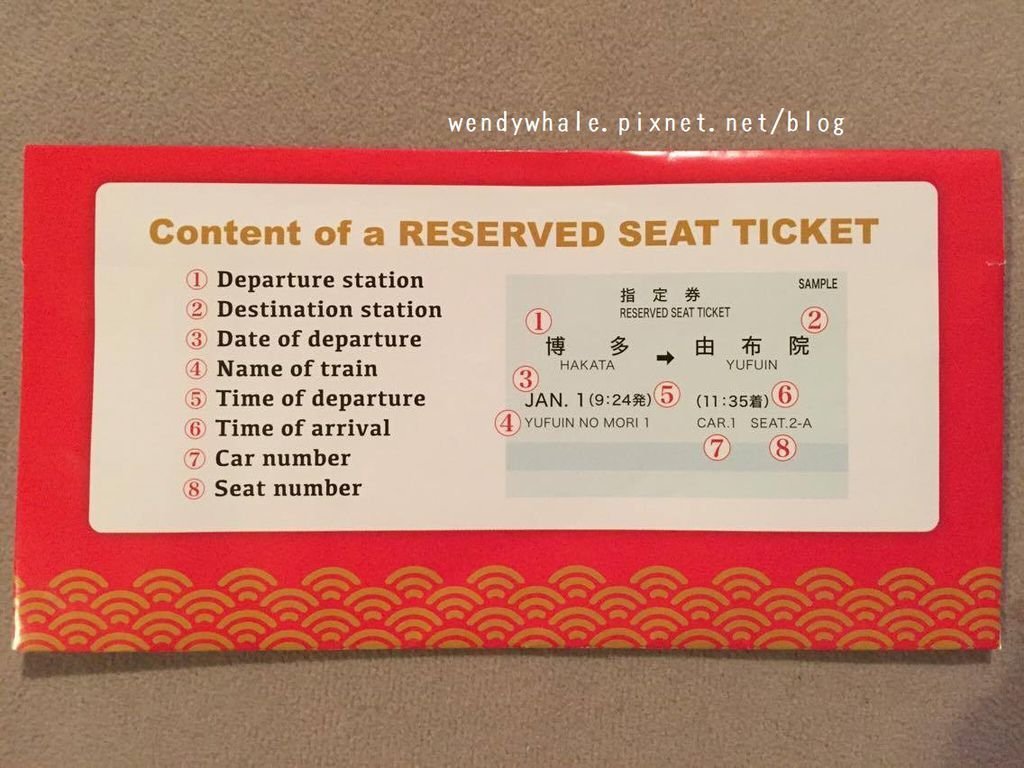 wendywhale.pixnet.net/blog
Content of a RESERVED SEAT TICKET
① Departure station
② Destination station
③ Date of departure
④ Name of train
⑤ Time of departure
⑥ Time of arrival
⑦ Car number
⑧ Seat number
SAMPLE
指定券
RESERVED SEAT TICKET
① ②
博多 ➡ 由布院
HAKATA YUFUIN
③ JAN. 1(9:24発) ⑤ (11:35着) ⑥
④ YUFUIN NO MORI 1 CAR.1 SEAT.2-A
⑦ ⑧